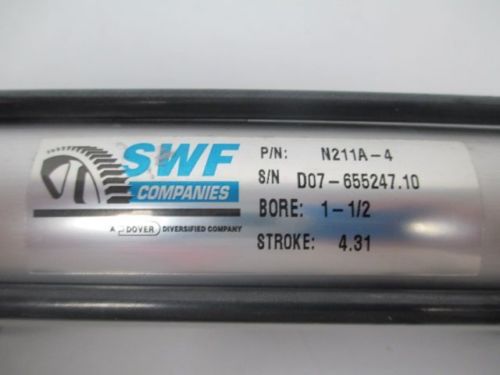 SWF
COMPANIES
A DOVER DIVERSIFIED COMPANY
P/N: N211A-4
S/N D07-655247.10
BORE: 1-1/2
STROKE: 4.31